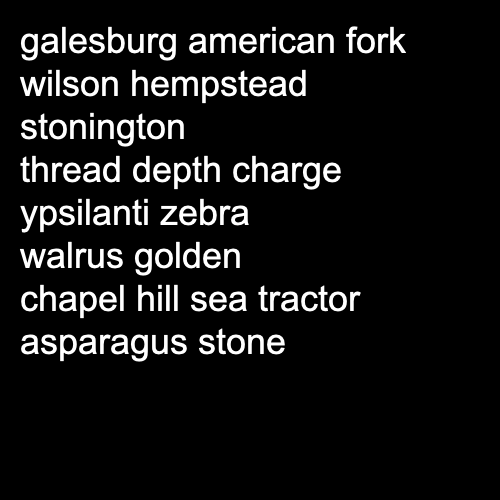 galesburg american fork
wilson hempstead
stonington
thread depth charge
ypsilanti zebra
walrus golden
chapel hill sea tractor
asparagus stone